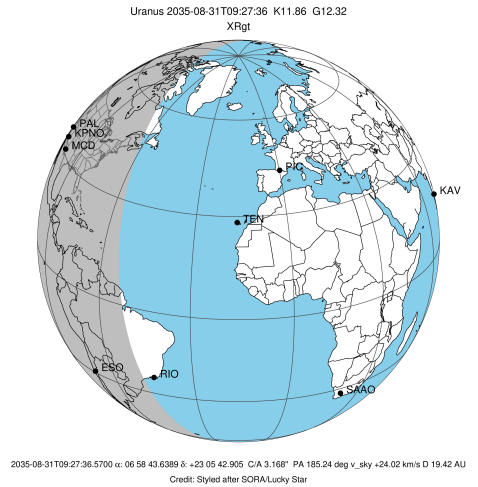 Uranus 2035-08-31T09:27:36 K11.86 G12.32
XRgt
PAL
KPNO
MCD
PIC
KAV
TEN
ESO
RIO
SAAO
2035-08-31T09:27:36.5700 α: 06 58 43.6389 δ: +23 05 42.905 C/A 3.168" PA 185.24 deg v_sky +24.02 km/s D 19.42 AU
Credit: Styled after SORA/Lucky Star